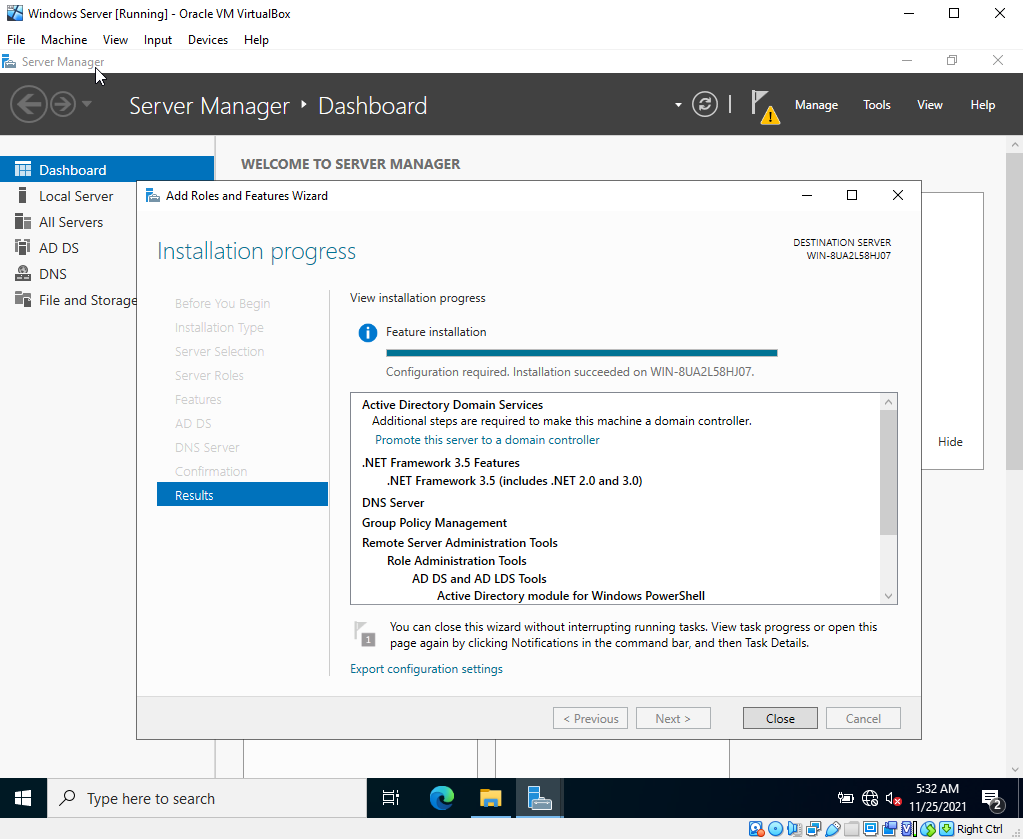 Windows Server [Running] - Oracle VM VirtualBox
File Machine View Input Devices Help
Server Manager
Server Manager Dashboard
Manage Tools View Help
Dashboard
Local Server
All Servers
AD DS
DNS
File and Storage
WELCOME TO SERVER MANAGER
Hide
Add Roles and Features Wizard
Installation progress
DESTINATION SERVER
WIN-8UA2L58HJ07
Before You Begin
Installation Type
Server Selection
Server Roles
Features
AD DS
DNS Server
Confirmation
Results
View installation progress
Feature installation
Configuration required. Installation succeeded on WIN-8UA2L58HJ07.
Active Directory Domain Services
Additional steps are required to make this machine a domain controller.
Promote this server to a domain controller
.NET Framework 3.5 Features
.NET Framework 3.5 (includes .NET 2.0 and 3.0)
DNS Server
Group Policy Management
Remote Server Administration Tools
Role Administration Tools
AD DS and AD LDS Tools
Active Directory module for Windows PowerShell
1
You can close this wizard without interrupting running tasks. View task progress or open this
page again by clicking Notifications in the command bar, and then Task Details.
Export configuration settings
< Previous Next > Close Cancel
Type here to search
5:32 AM
11/25/2021
2
Right Ctrl